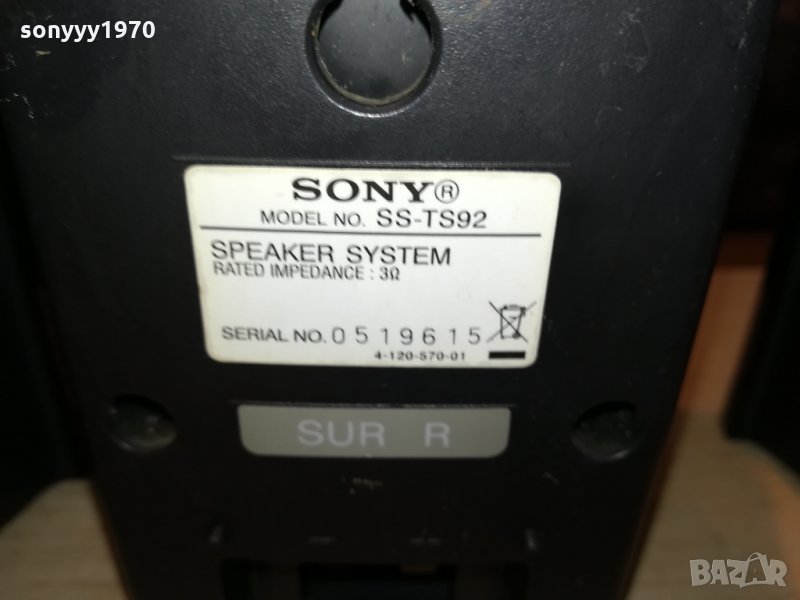 sonyyy1970
SONY®
MODEL NO. SS-TS92
SPEAKER SYSTEM
RATED IMPEDANCE : 3Ω
SERIAL NO. 0519615
4-120-570-01
SUR R
BAZAR